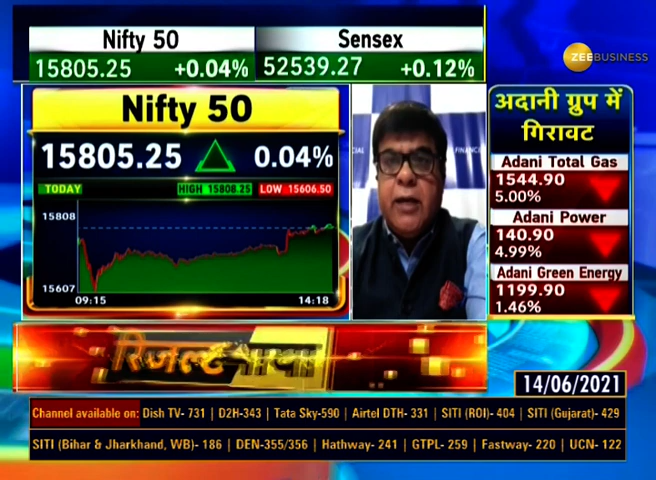 Nifty 50
15805.25 +0.04%
Sensex
52539.27 +0.12%
ZEEBUSINESS
Nifty 50
15805.25 0.04%
TODAY HIGH 15808.25 LOW 15606.50
15808
15607
09:15 14:18
FINANCIAL
अदानी ग्रुप में
गिरावट
Adani Total Gas
1544.90
5.00%
Adani Power
140.90
4.99%
Adani Green Energy
1199.90
1.46%
रिजल्ट आया
14/06/2021
Channel available on: Dish TV- 731 | D2H-343 | Tata Sky-590 | Airtel DTH- 331 | SITI (ROI)- 404 | SITI (Gujarat)- 429
SITI (Bihar & Jharkhand, WB)- 186 | DEN-355/356 | Hathway- 241 | GTPL- 259 | Fastway- 220 | UCN- 122